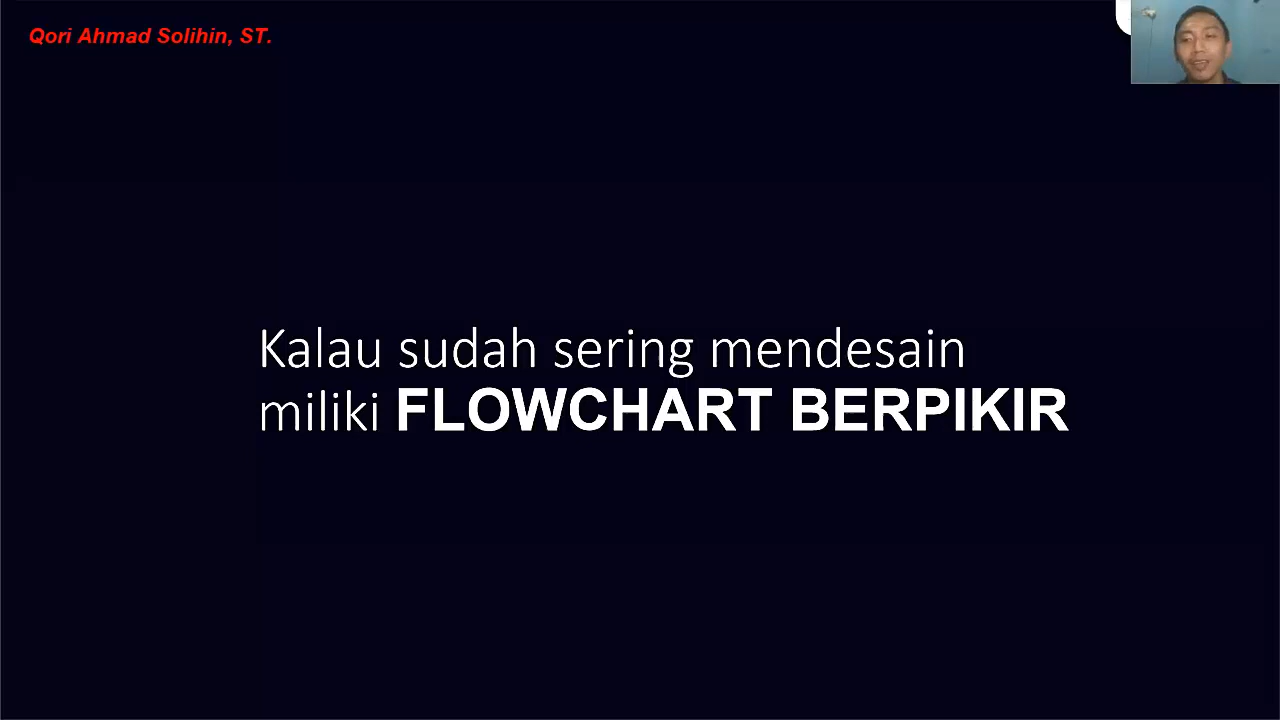 Qori Ahmad Solihin, ST.
Kalau sudah sering mendesain
miliki FLOWCHART BERPIKIR